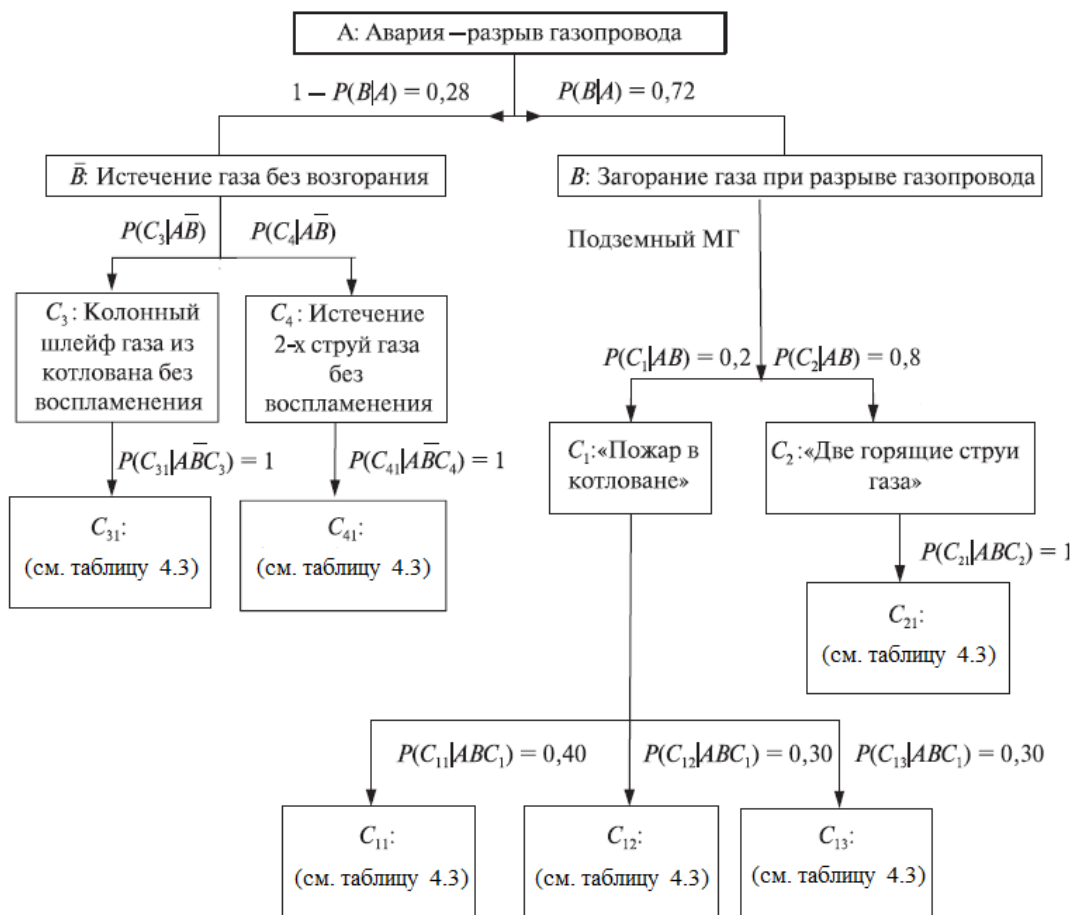 А: Авария – разрыв газопровода
1 – P(B|A) = 0,28
P(B|A) = 0,72
B̅: Истечение газа без возгорания
B: Загорание газа при разрыве газопровода
P(C₃|AB̅)
P(C₄|AB̅)
Подземный МГ
C₃: Колонный
шлейф газа из
котлована без
воспламенения
C₄: Истечение
2-х струй газа
без
воспламенения
P(C₁|AB) = 0,2
P(C₂|AB) = 0,8
C₁:«Пожар в
котловане»
C₂:«Две горящие струи
газа»
P(C₃₁|AB̅C₃) = 1
P(C₄₁|AB̅C₄) = 1
C₃₁:
(см. таблицу 4.3)
C₄₁:
(см. таблицу 4.3)
P(C₂₁|ABC₂) = 1
C₂₁:
(см. таблицу 4.3)
P(C₁₁|ABC₁) = 0,40
P(C₁₂|ABC₁) = 0,30
P(C₁₃|ABC₁) = 0,30
C₁₁:
(см. таблицу 4.3)
C₁₂:
(см. таблицу 4.3)
C₁₃:
(см. таблицу 4.3)